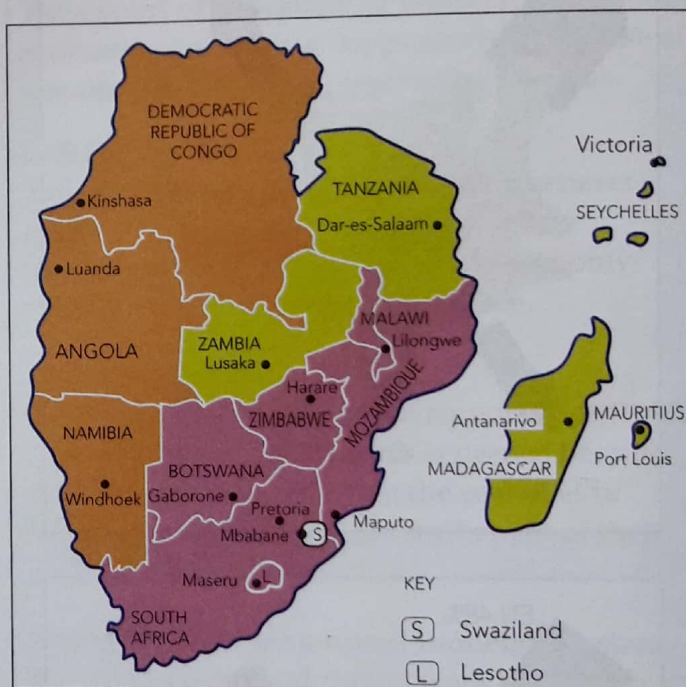 DEMOCRATIC
REPUBLIC OF
CONGO
Kinshasa
TANZANIA
Dar-es-Salaam
Victoria
SEYCHELLES
Luanda
ANGOLA
ZAMBIA
Lusaka
MALAWI
Lilongwe
Harare
ZIMBABWE
MOZAMBIQUE
NAMIBIA
Windhoek
BOTSWANA
Gaborone
Antanarivo
MADAGASCAR
MAURITIUS
Port Louis
Pretoria
Mbabane
S
Maputo
Maseru
L
SOUTH
AFRICA
KEY
S Swaziland
L Lesotho